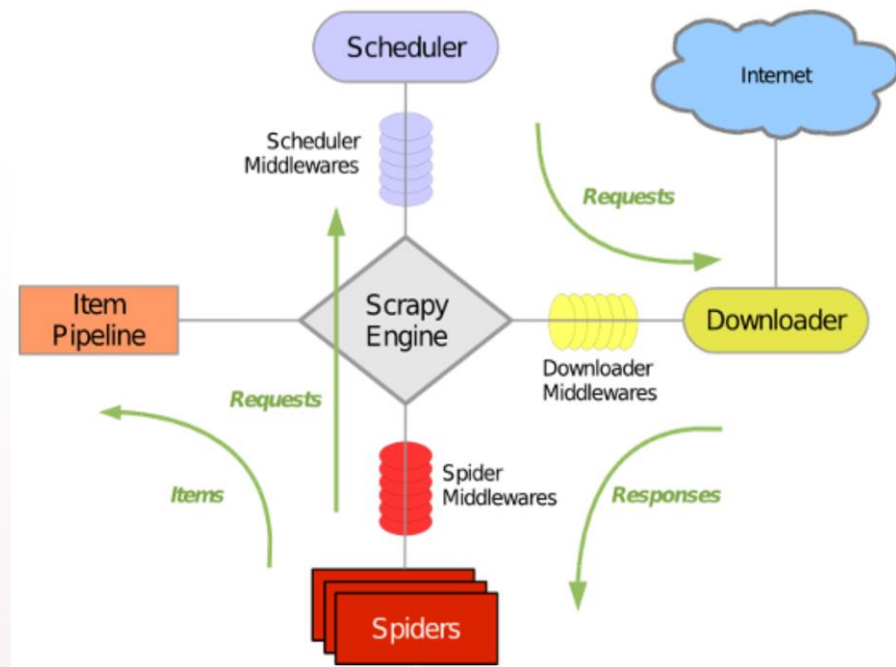 Scheduler
Internet
Scheduler
Middlewares
Requests
Item
Pipeline
Scrapy
Engine
Downloader
Downloader
Middlewares
Requests
Items
Spider
Middlewares
Responses
Spiders